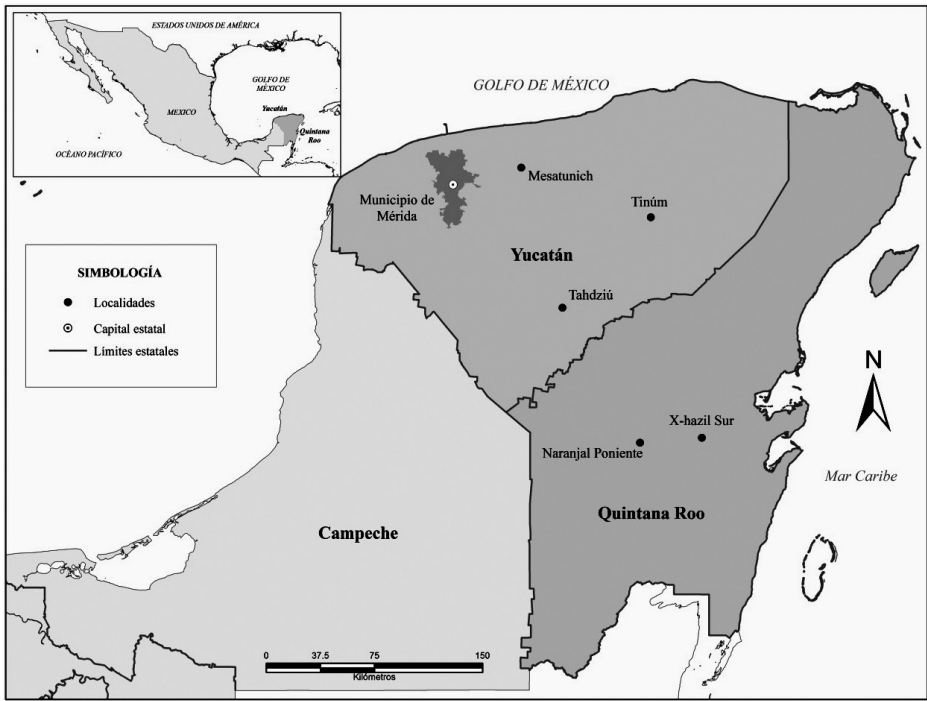 ESTADOS UNIDOS DE AMÉRICA
GOLFO DE
MÉXICO
Yucatán
MEXICO
Quintana
Roo
OCÉANO PACÍFICO
GOLFO DE MÉXICO
Mesatunich
Municipio de
Mérida
Tinúm
Yucatán
SIMBOLOGÍA
Localidades
Capital estatal
Límites estatales
Tahdziú
N
X-hazil Sur
Naranjal Poniente
Mar Caribe
Quintana Roo
Campeche
0 37.5 75 150
Kilómetros